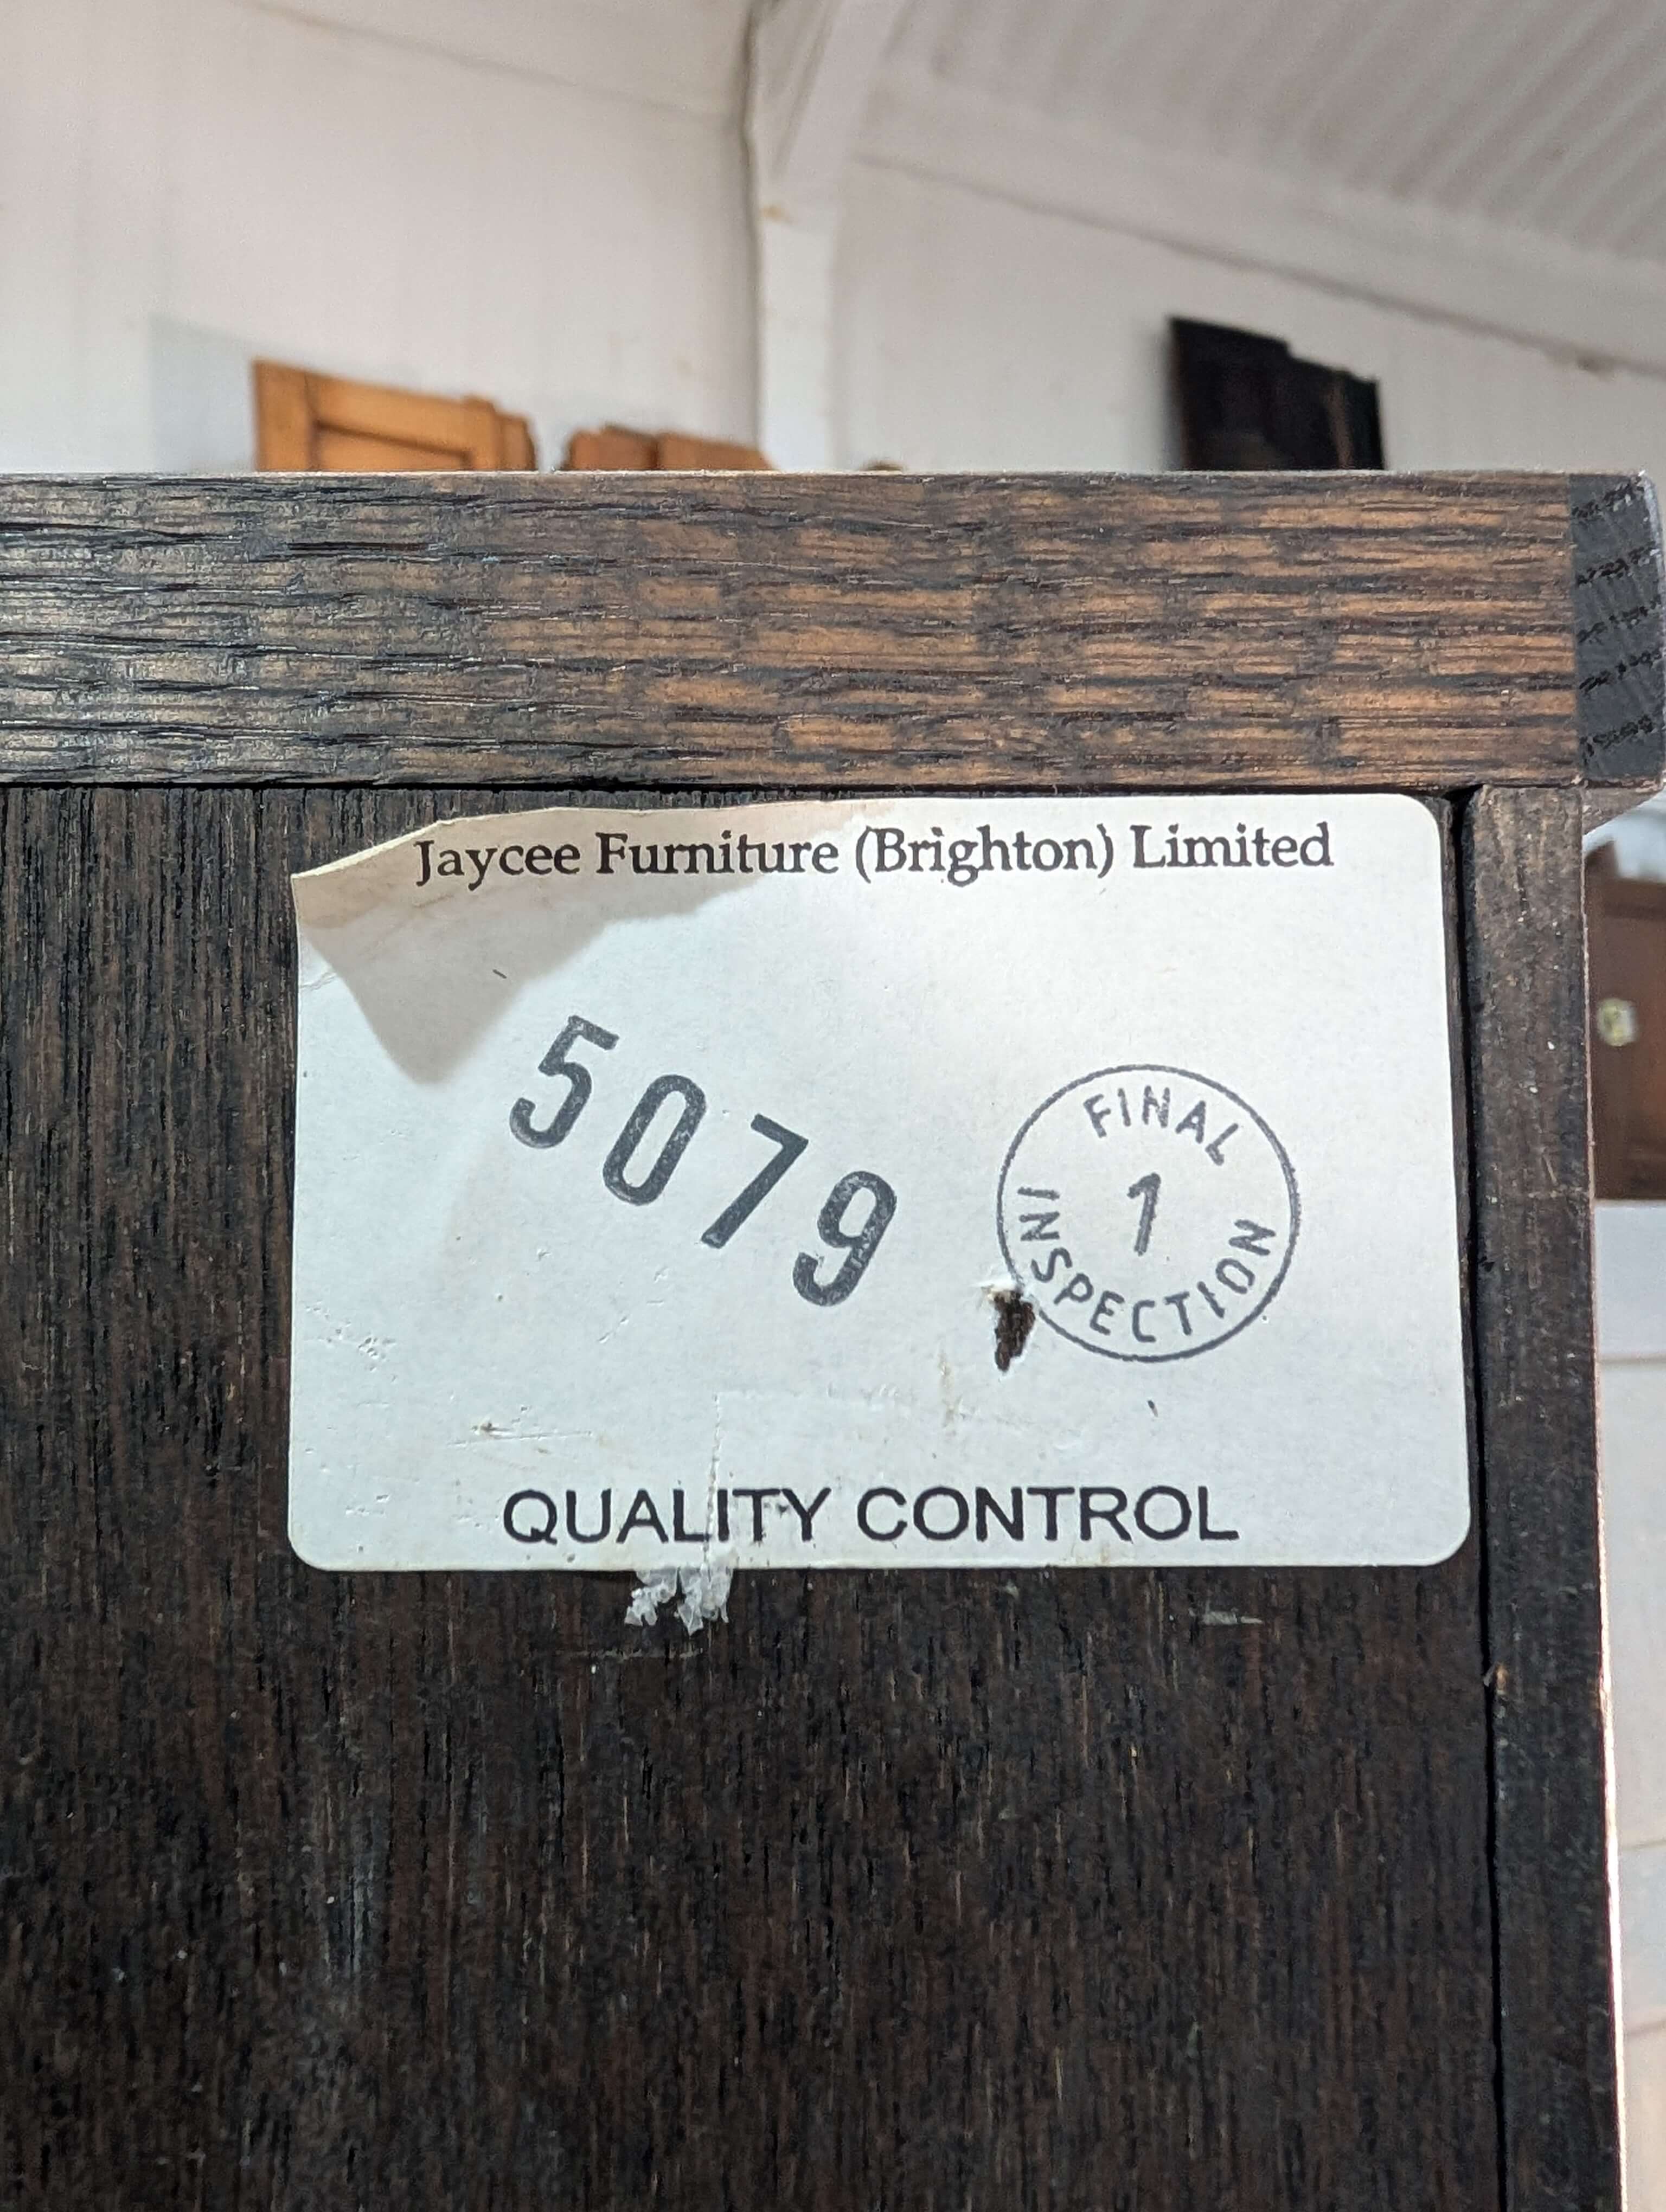 Jaycee Furniture (Brighton) Limited
5079
FINAL
1
INSPECTION
QUALITY CONTROL